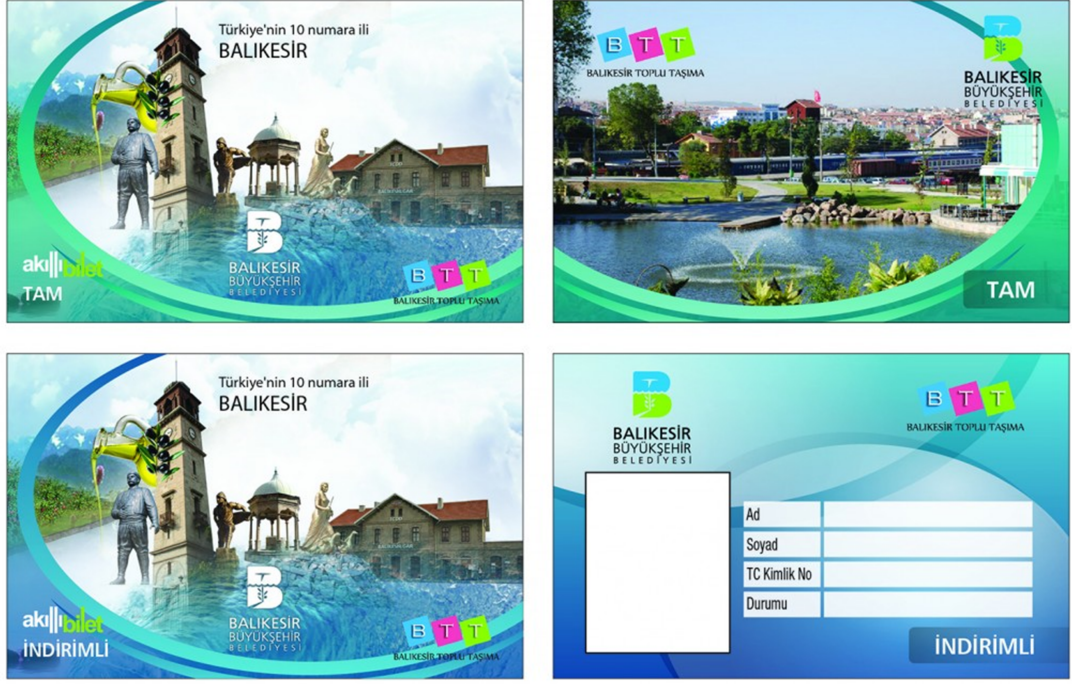 Türkiye'nin 10 numara ili
BALIKESİR
BALIKESİR
BÜYÜKŞEHİR
BELEDİYESİ
akıllıbilet
TAM
BTT
BALIKESİR TOPLU TAŞIMA
BTT
BALIKESİR TOPLU TAŞIMA
BALIKESİR
BÜYÜKŞEHİR
BELEDİYESİ
TAM
Türkiye'nin 10 numara ili
BALIKESİR
BALIKESİR
BÜYÜKŞEHİR
BELEDİYESİ
akıllıbilet
İNDİRİMLİ
BTT
BALIKESİR TOPLU TAŞIMA
BALIKESİR
BÜYÜKŞEHİR
BELEDİYESİ
BTT
BALIKESİR TOPLU TAŞIMA
Ad
Soyad
TC Kimlik No
Durumu
İNDİRİMLİ